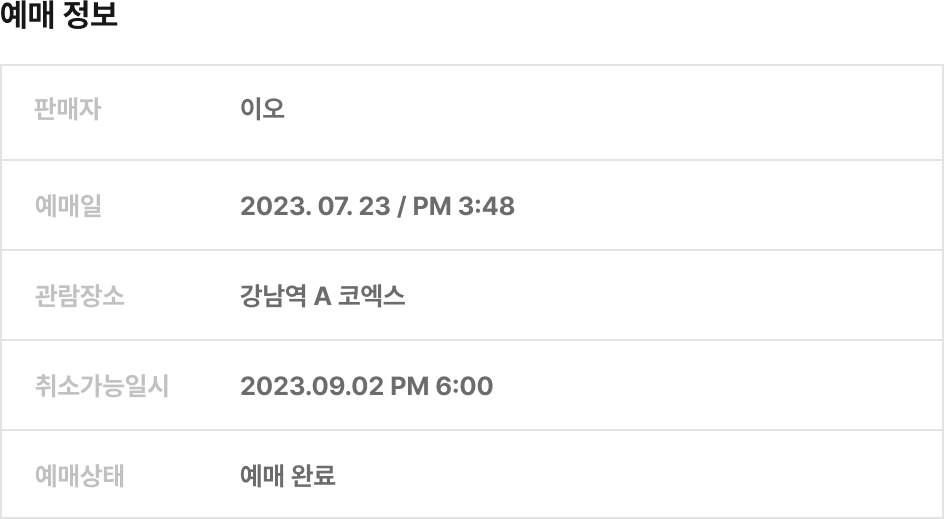 예매 정보
판매자 이오
예매일 2023. 07. 23 / PM 3:48
관람장소 강남역 A 코엑스
취소가능일시 2023.09.02 PM 6:00
예매상태 예매 완료